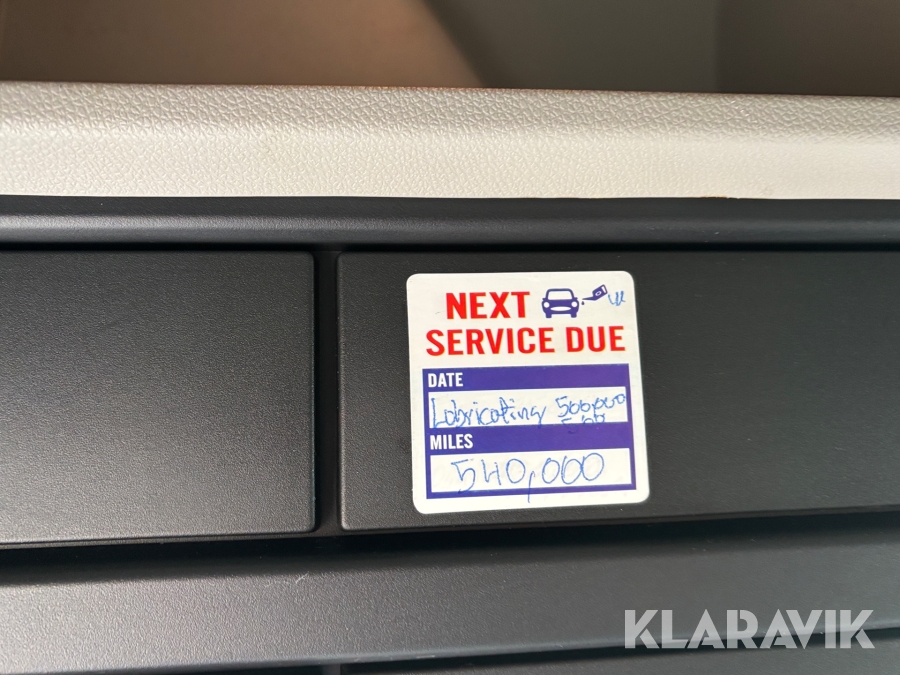 NEXT
SERVICE DUE
DATE
Lubricating 500,000
MILES
540,000
KLARAVIK